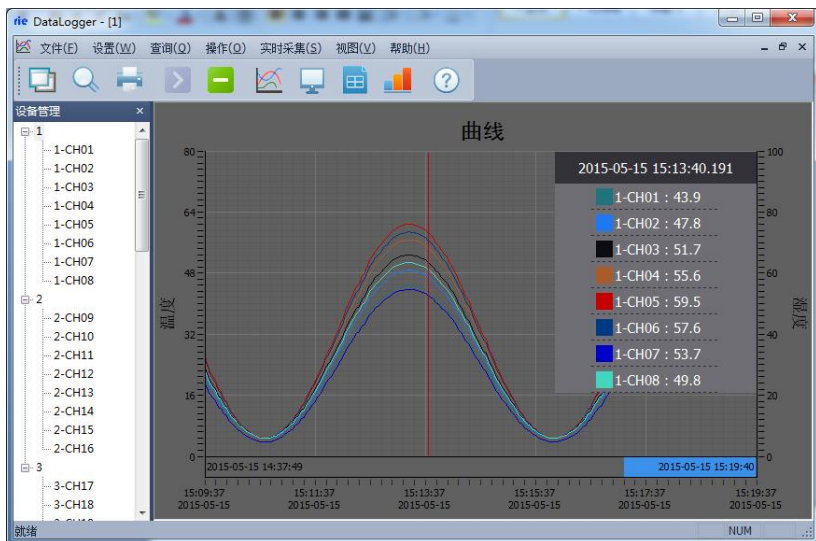 rie DataLogger - [1]
文件(F) 设置(W) 查询(Q) 操作(O) 实时采集(S) 视图(V) 帮助(H)
设备管理
1
1-CH01
1-CH02
1-CH03
1-CH04
1-CH05
1-CH06
1-CH07
1-CH08
2
2-CH09
2-CH10
2-CH11
2-CH12
2-CH13
2-CH14
2-CH15
2-CH16
3
3-CH17
3-CH18
曲线
温度
80
64
48
32
16
0
2015-05-15 15:13:40.191
1-CH01：43.9
1-CH02：47.8
1-CH03：51.7
1-CH04：55.6
1-CH05：59.5
1-CH06：57.6
1-CH07：53.7
1-CH08：49.8
100
80
60
40
20
0
湿度
2015-05-15 14:37:49 2015-05-15 15:19:40
15:09:37 15:11:37 15:13:37 15:15:37 15:17:37 15:19:37
2015-05-15 2015-05-15 2015-05-15 2015-05-15 2015-05-15 2015-05-15
就绪 NUM